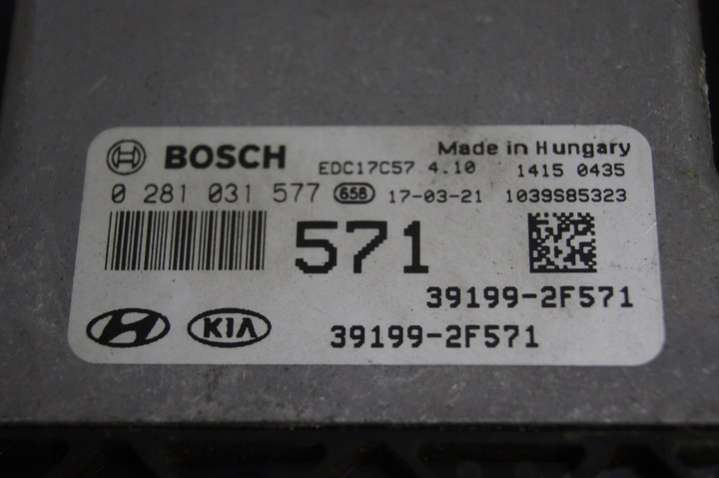 BOSCH
Made in Hungary
EDC17C57 4.10 1415 0435
0 281 031 577 658 17-03-21 1039S85323
571
39199-2F571
KIA 39199-2F571